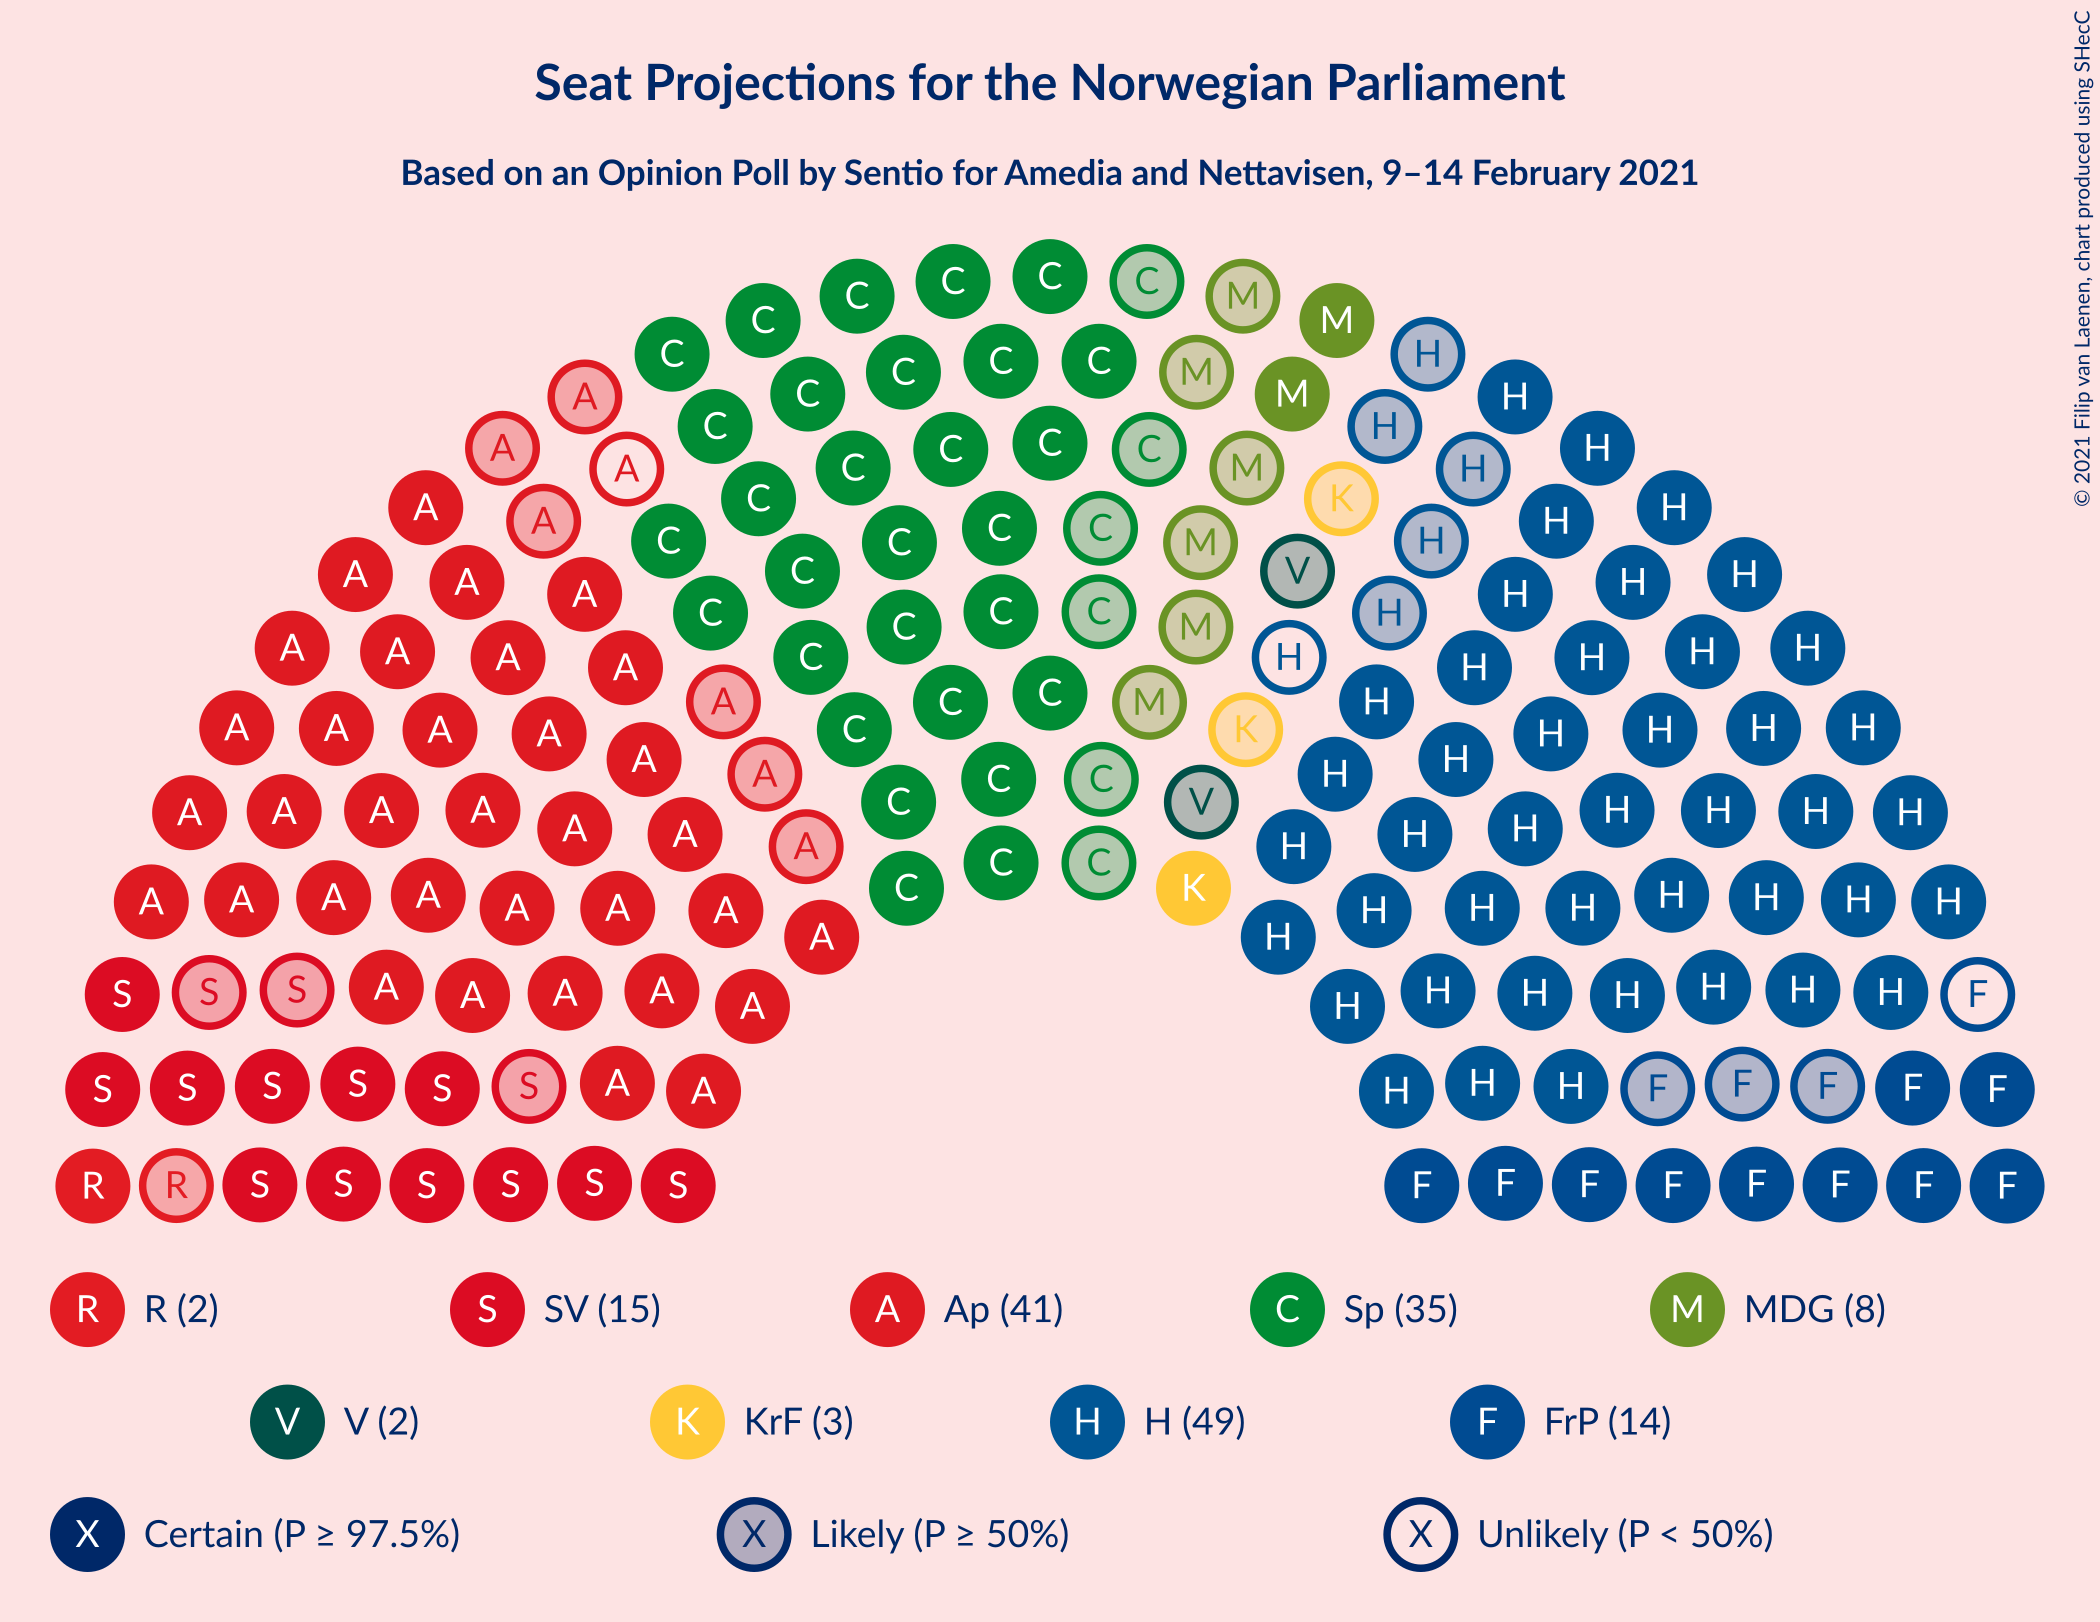 Seat Projections for the Norwegian Parliament
Based on an Opinion Poll by Sentio for Amedia and Nettavisen, 9–14 February 2021
© 2021 Filip van Laenen, chart produced using SHecC
C C C C M
C C M
C H
C C C M
C C M
A C M H
A H
A C C C C M H
A A C C M K H
A C C C H H
A A C C C M H H
A A C V H H
A A C C C C M H H
A A C C H H H
A A A A C H H H H
A C C M H
A A A A A C K H H H H
A A C C V H H
A A A A A A C H H H H H H
A C C C H
A A A A A A A C K H H H H H H H
A H
S S S A A A A A H H H H H H H F
S S S S S S A A H H H F F F F F
R R S S S S S S F F F F F F F F
R R (2) S SV (15) A Ap (41) C Sp (35) M MDG (8)
V V (2) K KrF (3) H H (49) F FrP (14)
X Certain (P ≥ 97.5%) X Likely (P ≥ 50%) X Unlikely (P < 50%)